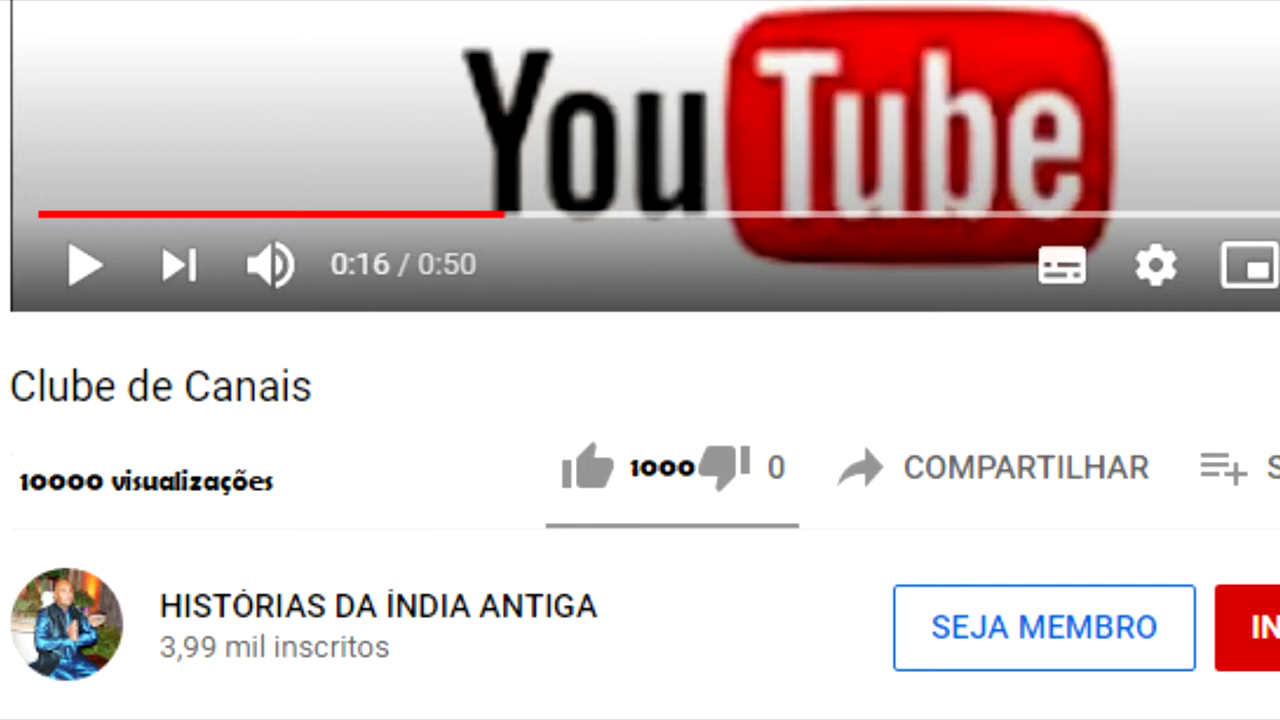 YouTube
0:16 / 0:50
Clube de Canais
10000 visualizações
1000 0 COMPARTILHAR S
HISTÓRIAS DA ÍNDIA ANTIGA
3,99 mil inscritos
SEJA MEMBRO IN